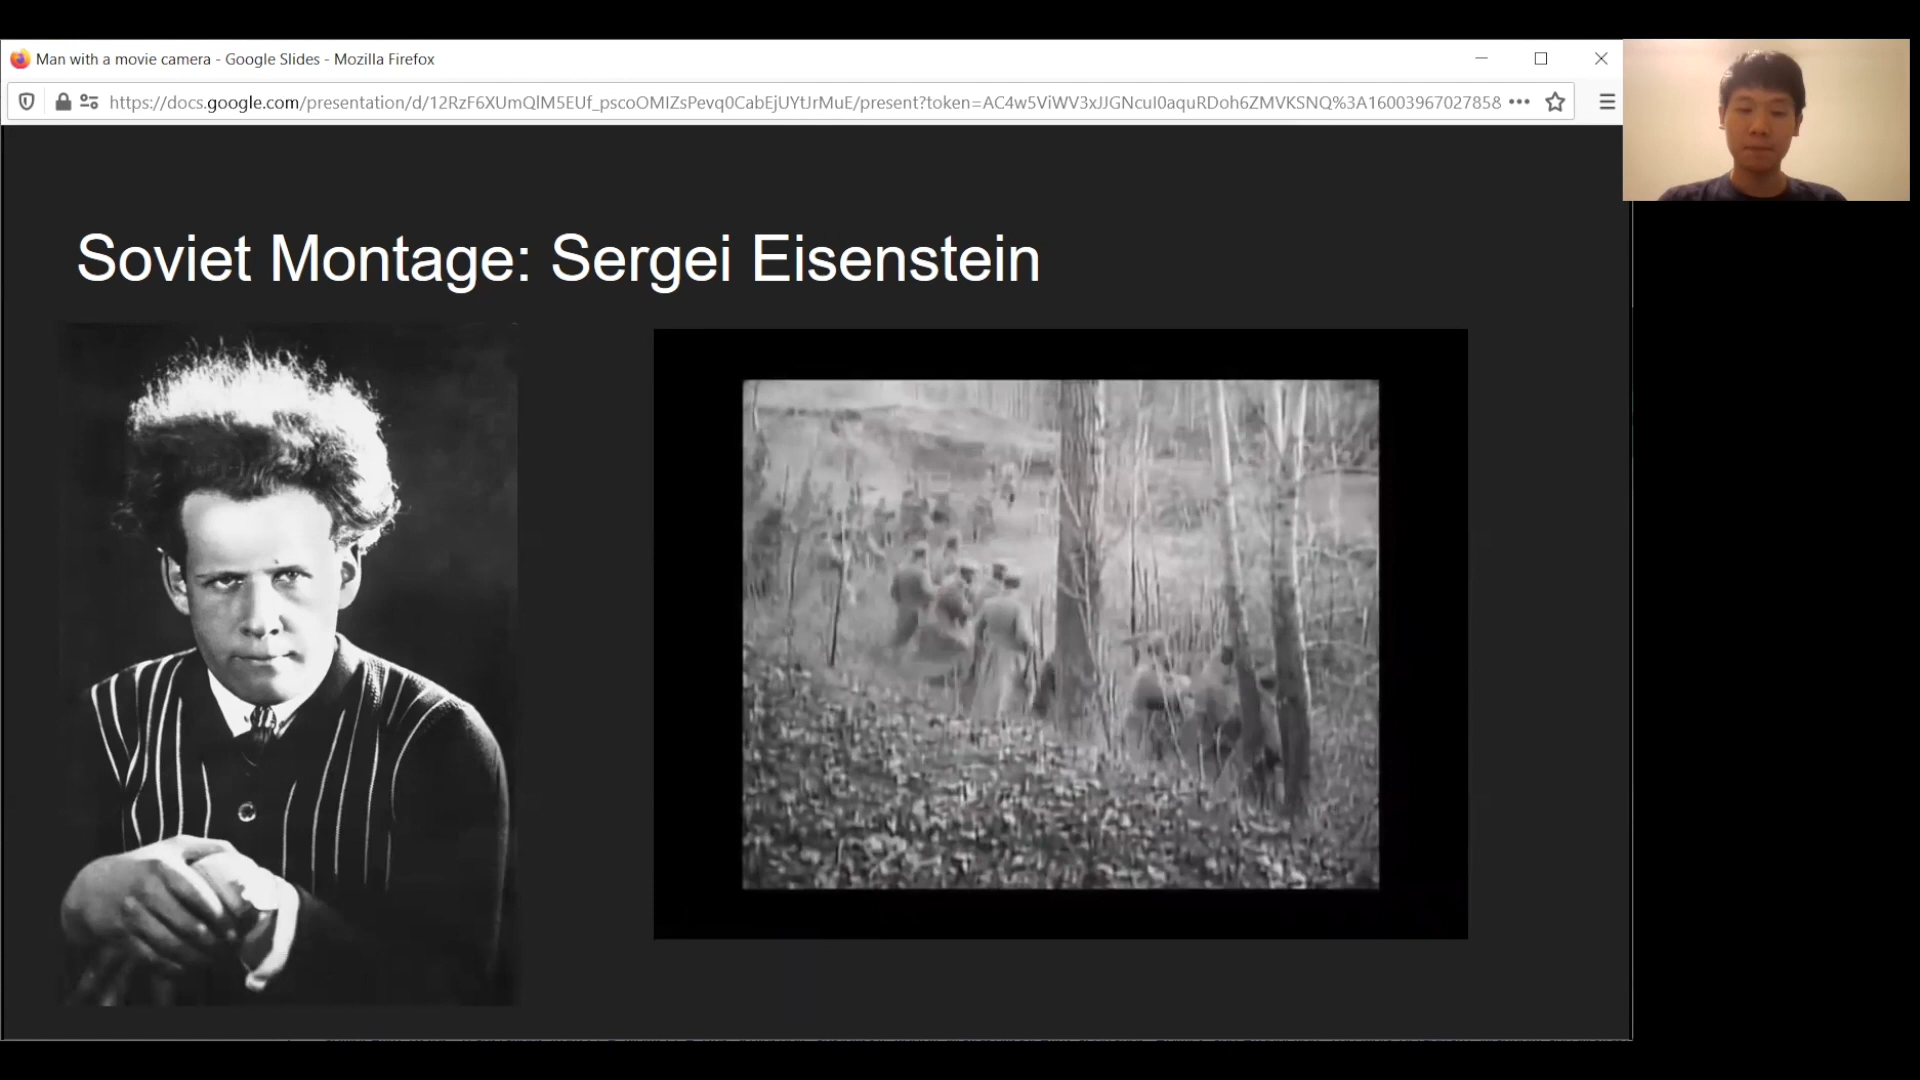 Man with a movie camera - Google Slides - Mozilla Firefox
https://docs.google.com/presentation/d/12RzF6XUmQlM5EUf_pscoOMIZsPevq0CabEjUYtJrMuE/present?token=AC4w5ViWV3xJJGNcuI0aquRDoh6ZMVKSNQ%3A16003967027858
Soviet Montage: Sergei Eisenstein